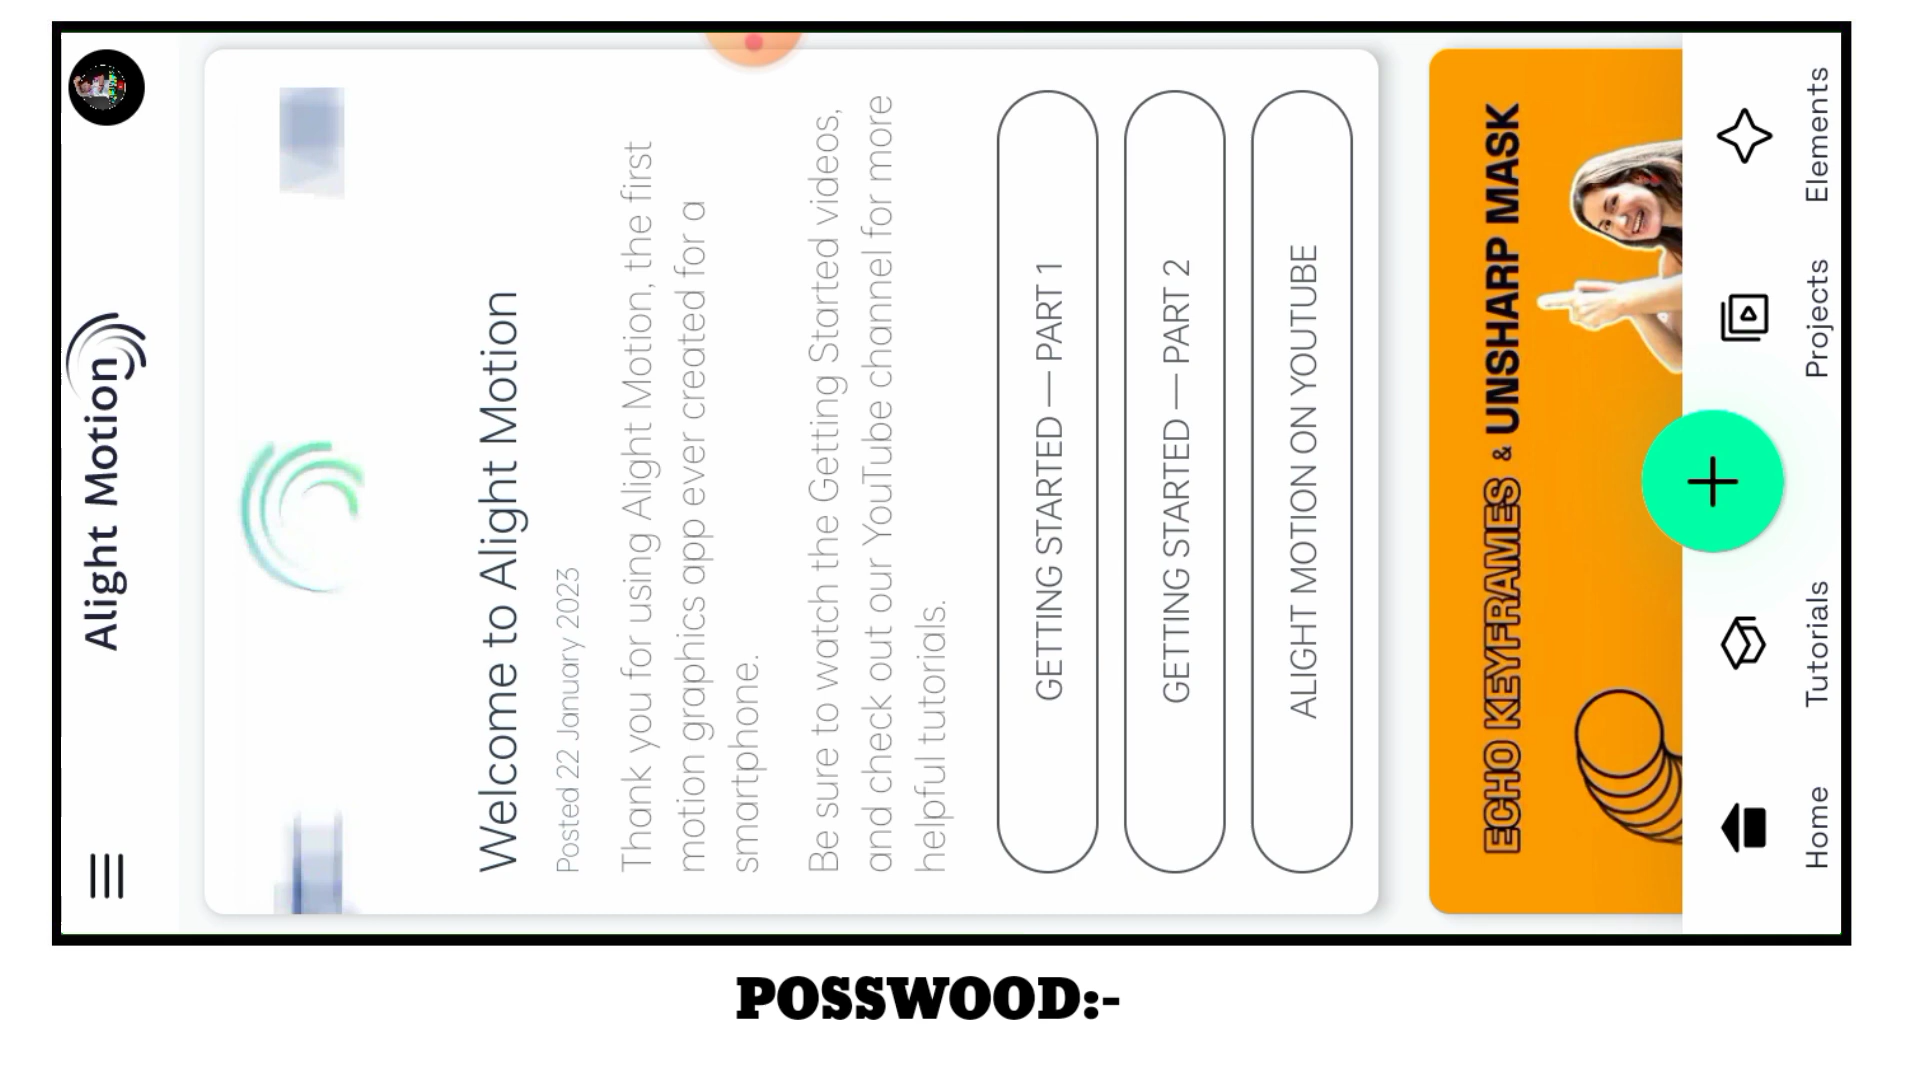 Alight Motion
Welcome to Alight Motion
Posted 22 January 2023
Thank you for using Alight Motion, the first
motion graphics app ever created for a
smartphone.
Be sure to watch the Getting Started videos,
and check out our YouTube channel for more
helpful tutorials.
GETTING STARTED — PART 1
GETTING STARTED — PART 2
ALIGHT MOTION ON YOUTUBE
ECHO KEYFRAMES & UNSHARP MASK
Home
Tutorials
Projects
Elements
POSSWOOD:-